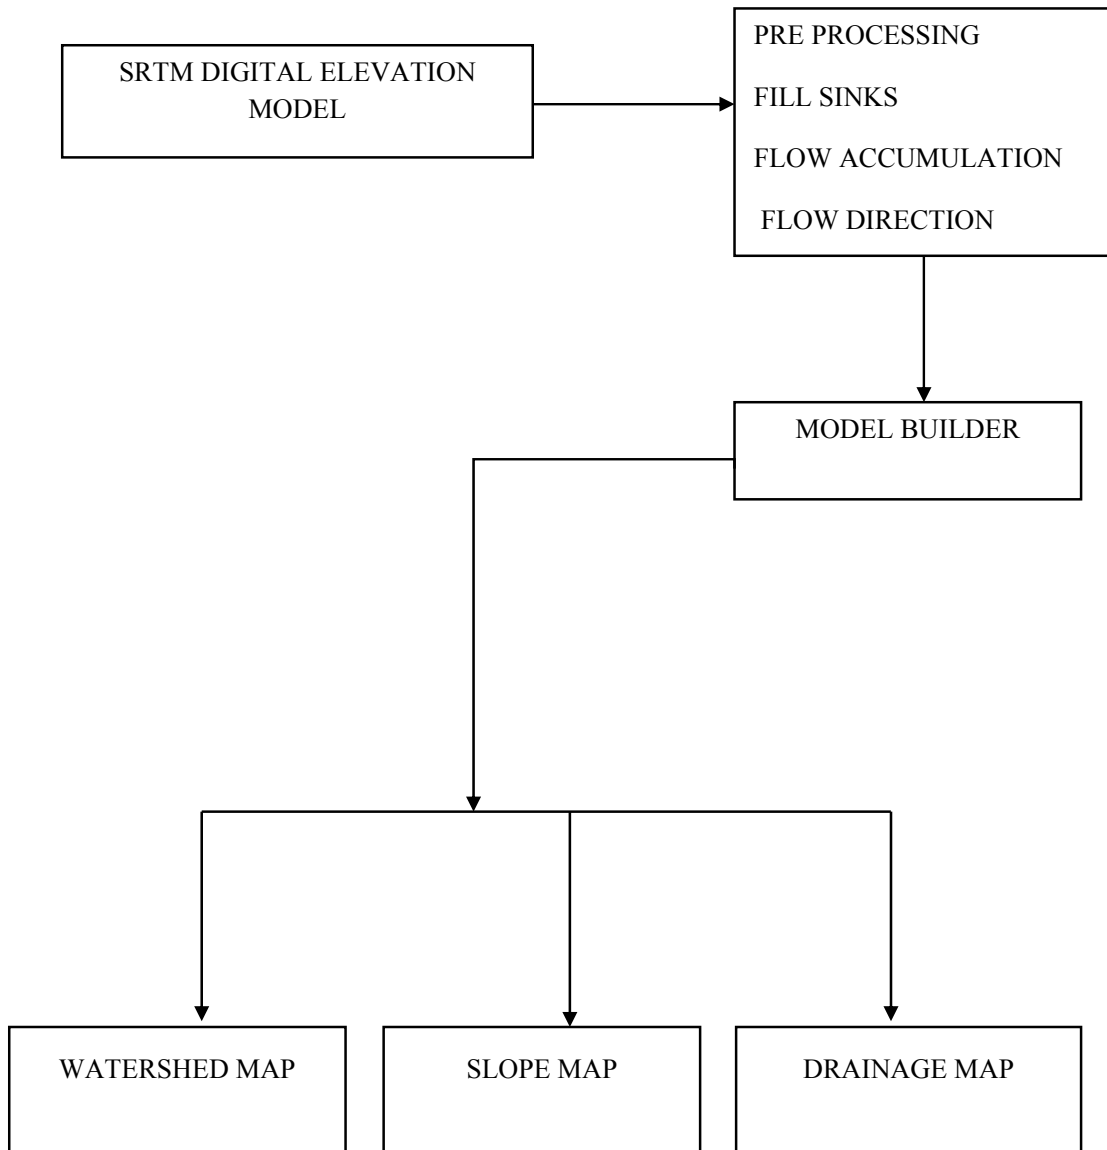 SRTM DIGITAL ELEVATION
MODEL
PRE PROCESSING
FILL SINKS
FLOW ACCUMULATION
FLOW DIRECTION
MODEL BUILDER
WATERSHED MAP
SLOPE MAP
DRAINAGE MAP